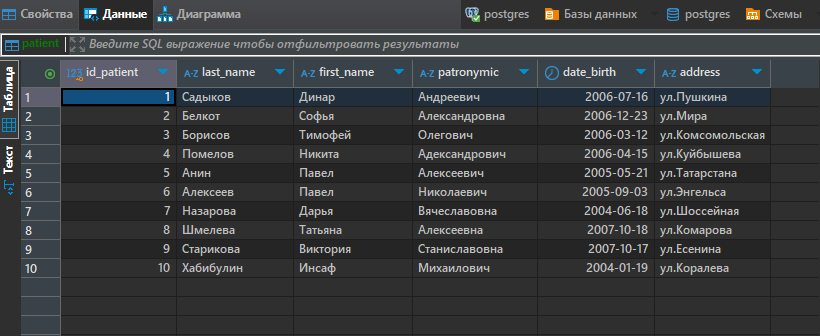 Свойства Данные Диаграмма postgres Базы данных postgres Схемы
patient Введите SQL выражение чтобы отфильтровать результаты
Таблица
Текст
123 id_patient A-Z last_name A-Z first_name A-Z patronymic date_birth A-Z address
1 1 Садыков Динар Андреевич 2006-07-16 ул.Пушкина
2 2 Белкот Софья Александровна 2006-12-23 ул.Мира
3 3 Борисов Тимофей Олегович 2006-03-12 ул.Комсомольская
4 4 Помелов Никита Адександрович 2006-04-15 ул.Куйбышева
5 5 Анин Павел Алексеевич 2005-05-21 ул.Татарстана
6 6 Алексеев Павел Николаевич 2005-09-03 ул.Энгельса
7 7 Назарова Дарья Вячеславовна 2004-06-18 ул.Шоссейная
8 8 Шмелева Татьяна Алексеевна 2007-10-18 ул.Комарова
9 9 Старикова Виктория Станиславовна 2007-10-17 ул.Есенина
10 10 Хабибулин Инсаф Михаилович 2004-01-19 ул.Коралева